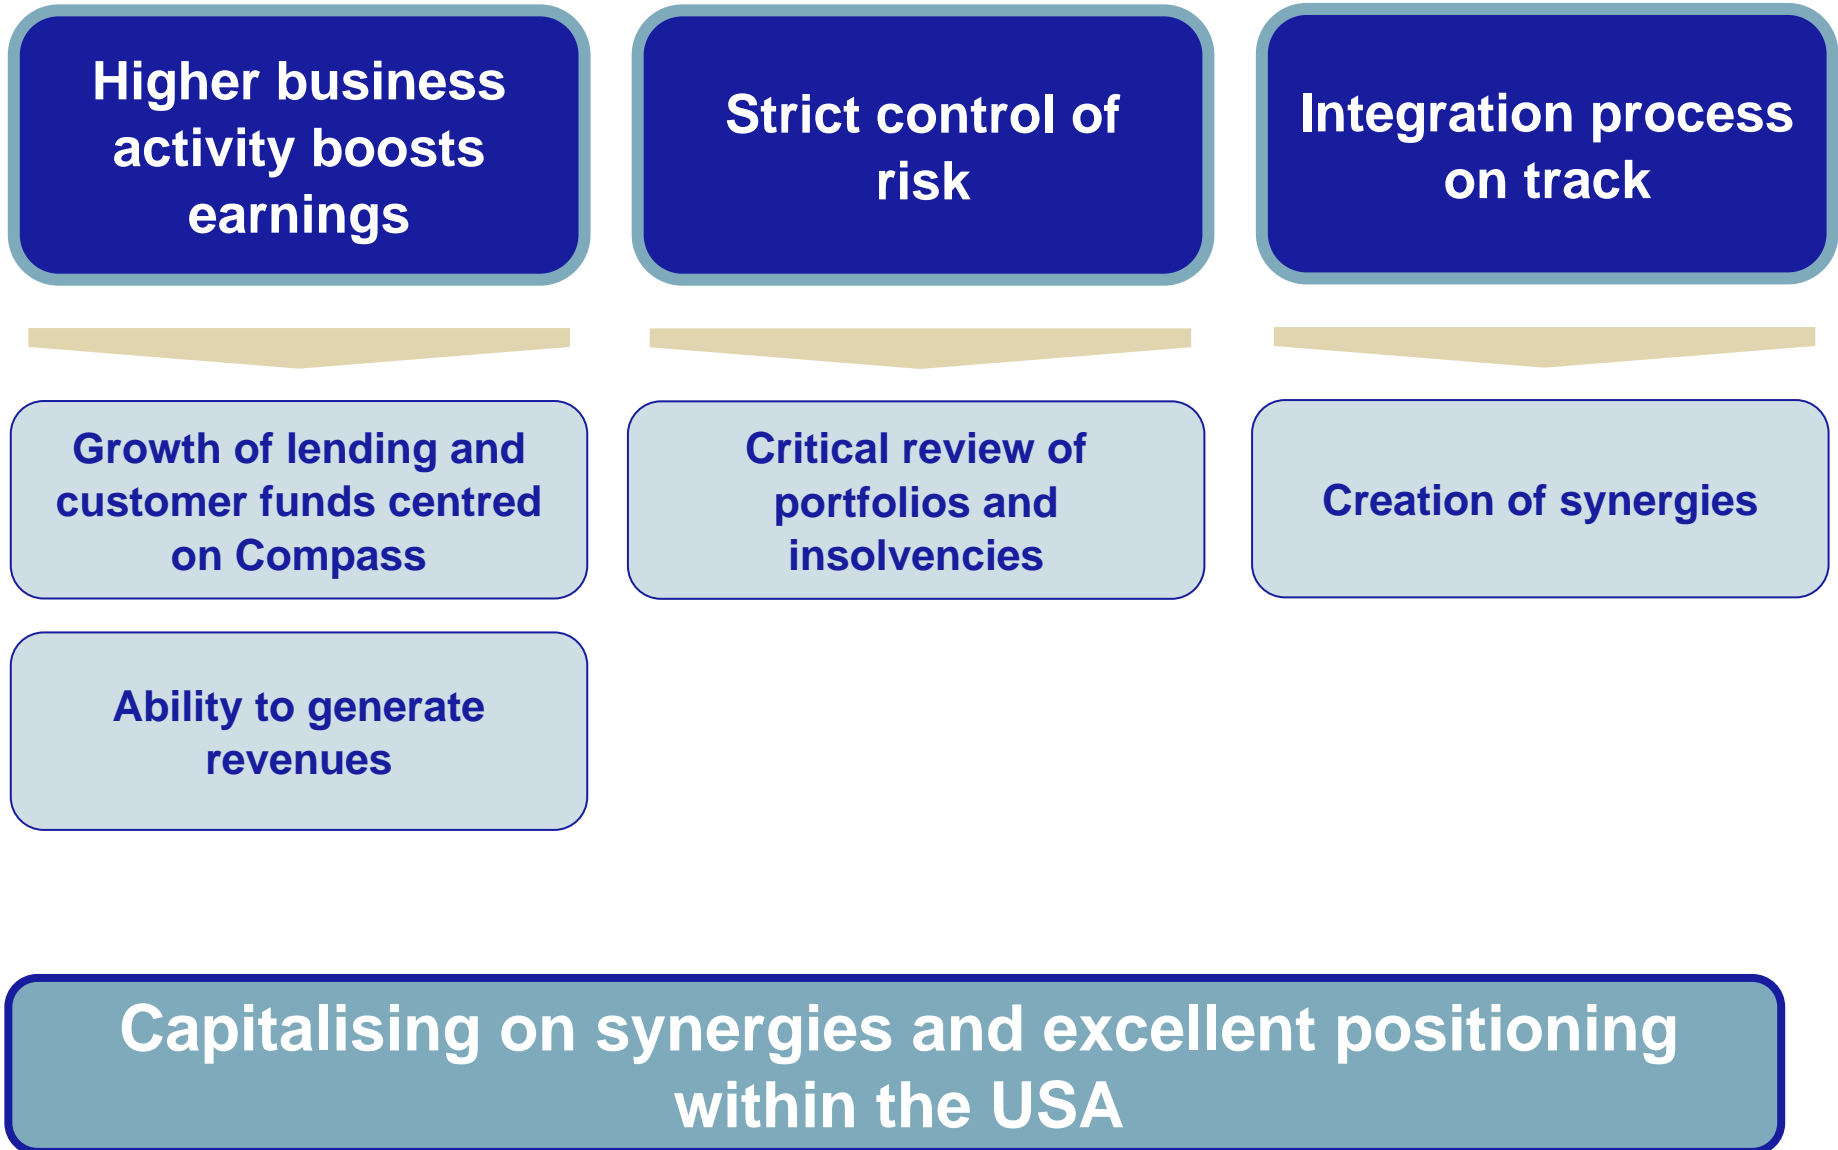 Higher business
activity boosts
earnings
Strict control of
risk
Integration process
on track
Growth of lending and
customer funds centred
on Compass
Critical review of
portfolios and
insolvencies
Creation of synergies
Ability to generate
revenues
Capitalising on synergies and excellent positioning
within the USA